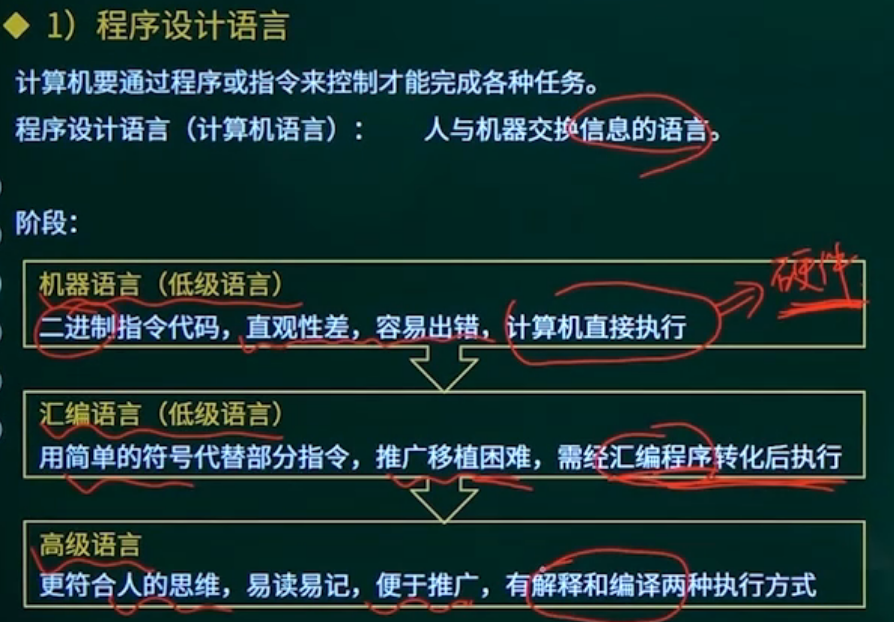 ◆ 1）程序设计语言
计算机要通过程序或指令来控制才能完成各种任务。
程序设计语言（计算机语言）： 人与机器交换信息的语言。
阶段：
硬件
机器语言（低级语言）
二进制指令代码，直观性差，容易出错，计算机直接执行
汇编语言（低级语言）
用简单的符号代替部分指令，推广移植困难，需经汇编程序转化后执行
高级语言
更符合人的思维，易读易记，便于推广，有解释和编译两种执行方式